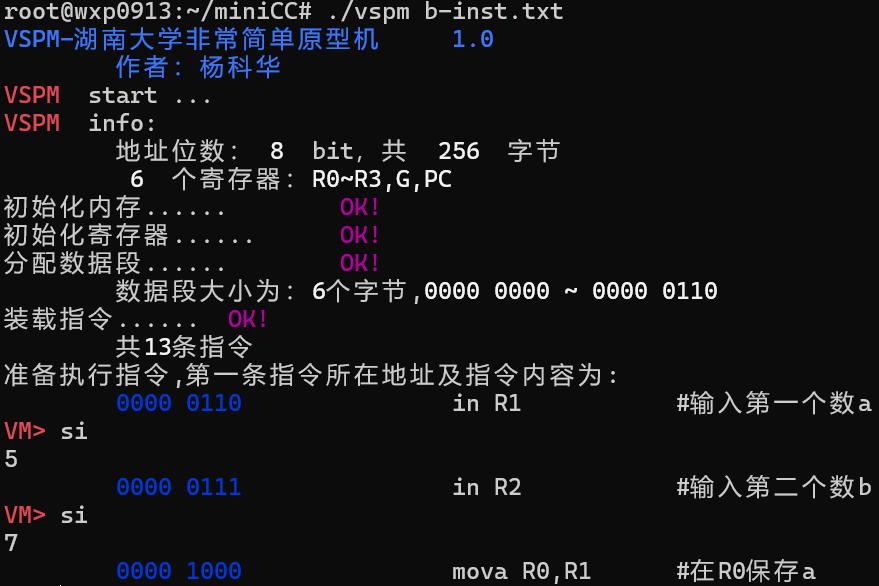 root@wxp0913:~/miniCC# ./vspm b-inst.txt
VSPM-湖南大学非常简单原型机 1.0
作者: 杨科华
VSPM start ...
VSPM info:
地址位数: 8 bit, 共 256 字节
6 个寄存器: R0~R3,G,PC
初始化内存...... OK!
初始化寄存器...... OK!
分配数据段...... OK!
数据段大小为: 6个字节,0000 0000 ~ 0000 0110
装载指令...... OK!
共13条指令
准备执行指令,第一条指令所在地址及指令内容为:
0000 0110 in R1 #输入第一个数a
VM> si
5
0000 0111 in R2 #输入第二个数b
VM> si
7
0000 1000 mova R0,R1 #在R0保存a